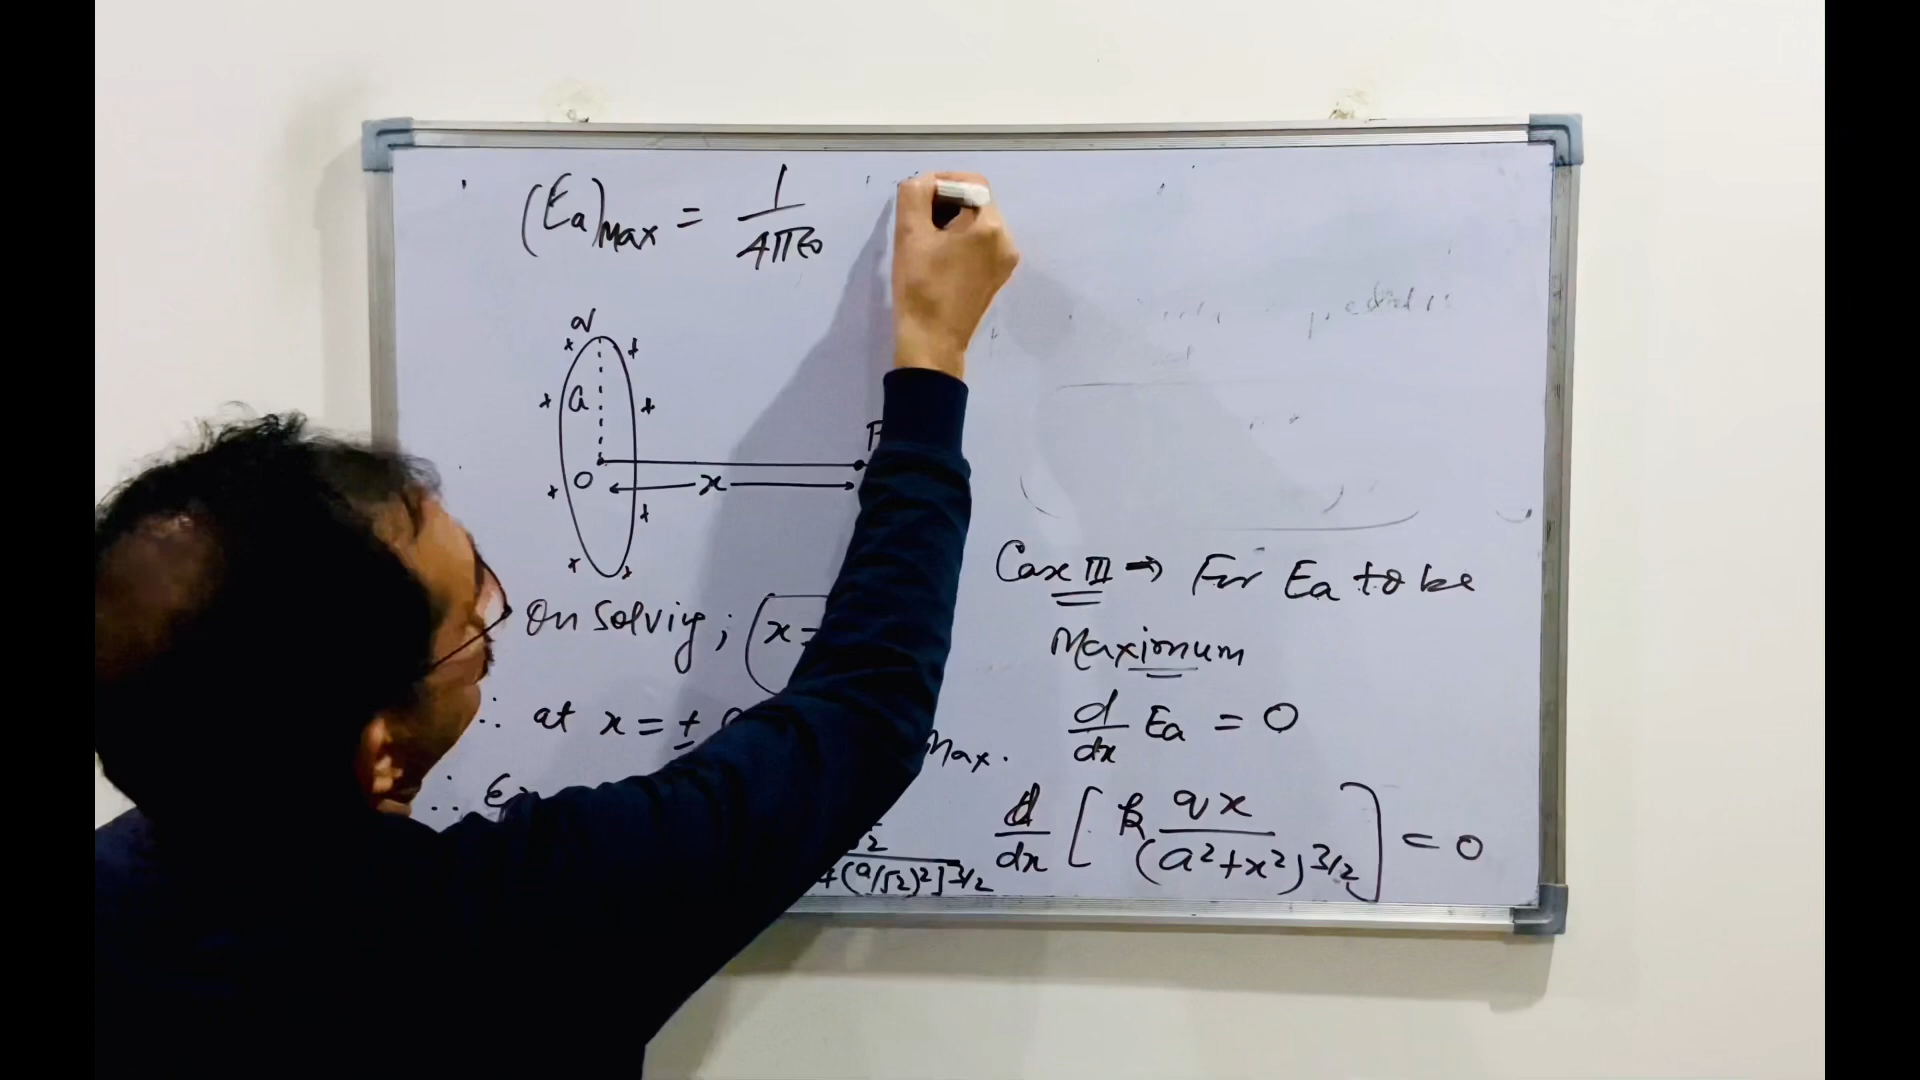 (Ea)Max = 1/4πε0
q
a
O
x
On solving; (x =
∴ at x = ±
Max.
∴
(a/√2)²]3/2
Case III → For Ea to be
Maximum
d/dx Ea = 0
d/dx [k qx/(a²+x²)3/2] = 0